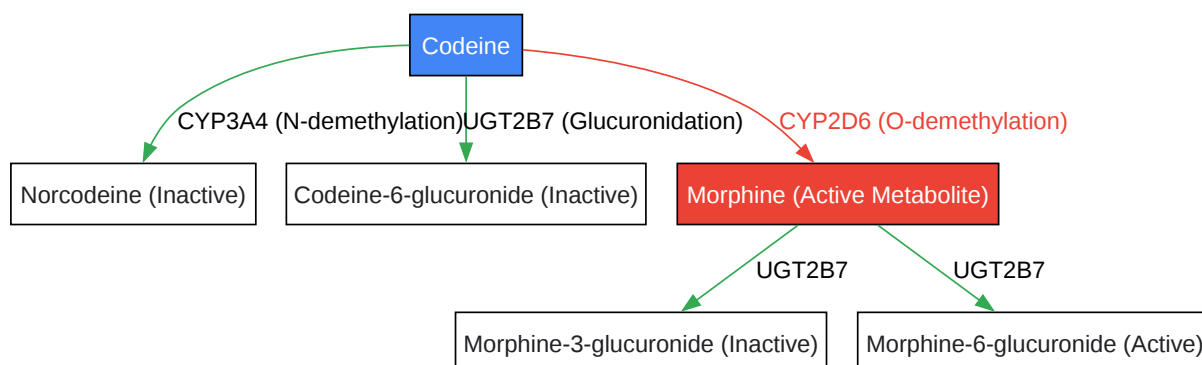 Codeine
CYP3A4 (N-demethylation)
UGT2B7 (Glucuronidation)
CYP2D6 (O-demethylation)
Norcodeine (Inactive)
Codeine-6-glucuronide (Inactive)
Morphine (Active Metabolite)
UGT2B7
UGT2B7
Morphine-3-glucuronide (Inactive)
Morphine-6-glucuronide (Active)